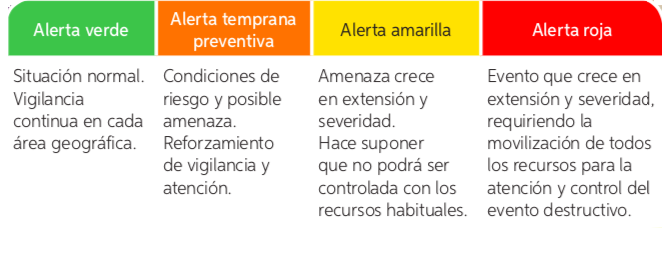 Alerta verde
Situación normal.
Vigilancia
continua en cada
área geográfica.
Alerta temprana
preventiva
Condiciones de
riesgo y posible
amenaza.
Reforzamiento
de vigilancia y
atención.
Alerta amarilla
Amenaza crece
en extensión y
severidad.
Hace suponer
que no podrá ser
controlada con los
recursos habituales.
Alerta roja
Evento que crece en
extensión y severidad,
requiriendo la
movilización de todos
los recursos para la
atención y control del
evento destructivo.